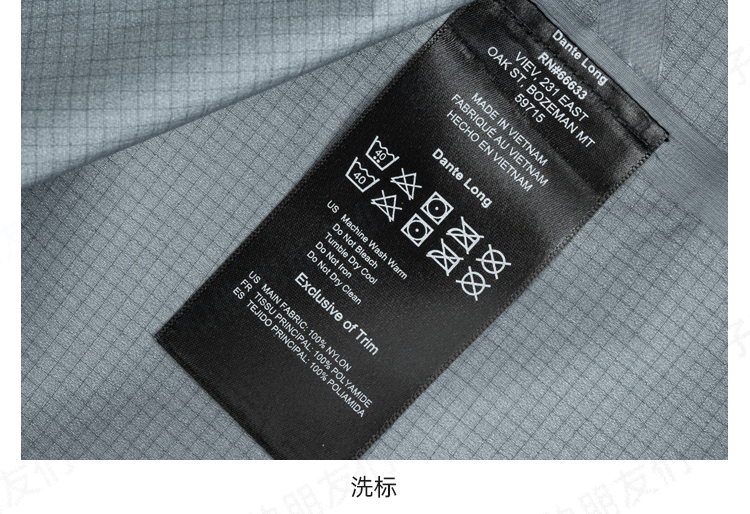 Dante Long
RN#66633
VIEV, 231 EAST
OAK ST, BOZEMAN MT
59715
MADE IN VIETNAM
FABRIQUÉ AU VIETNAM
HECHO EN VIETNAM
Dante Long
40
40
US Machine Wash Warm
Do Not Bleach
Tumble Dry Cool
Do Not Iron
Do Not Dry Clean
Exclusive of Trim
US MAIN FABRIC: 100% NYLON
FR TISSU PRINCIPAL: 100% POLYAMIDE
ES TEJIDO PRINCIPAL: 100% POLIAMIDA
洗标